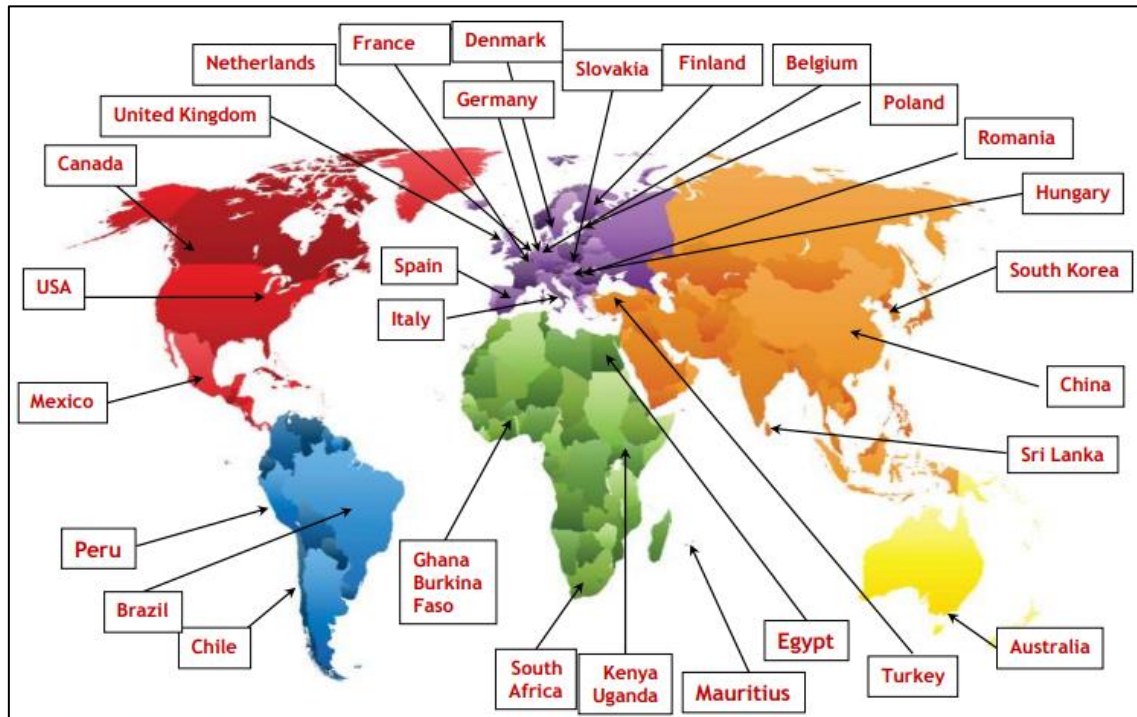 France
Denmark
Netherlands
Slovakia
Finland
Belgium
Germany
Poland
United Kingdom
Romania
Canada
Hungary
Spain
South Korea
USA
Italy
China
Mexico
Sri Lanka
Peru
Ghana
Burkina
Faso
Brazil
Chile
Egypt
Australia
South
Africa
Kenya
Uganda
Mauritius
Turkey